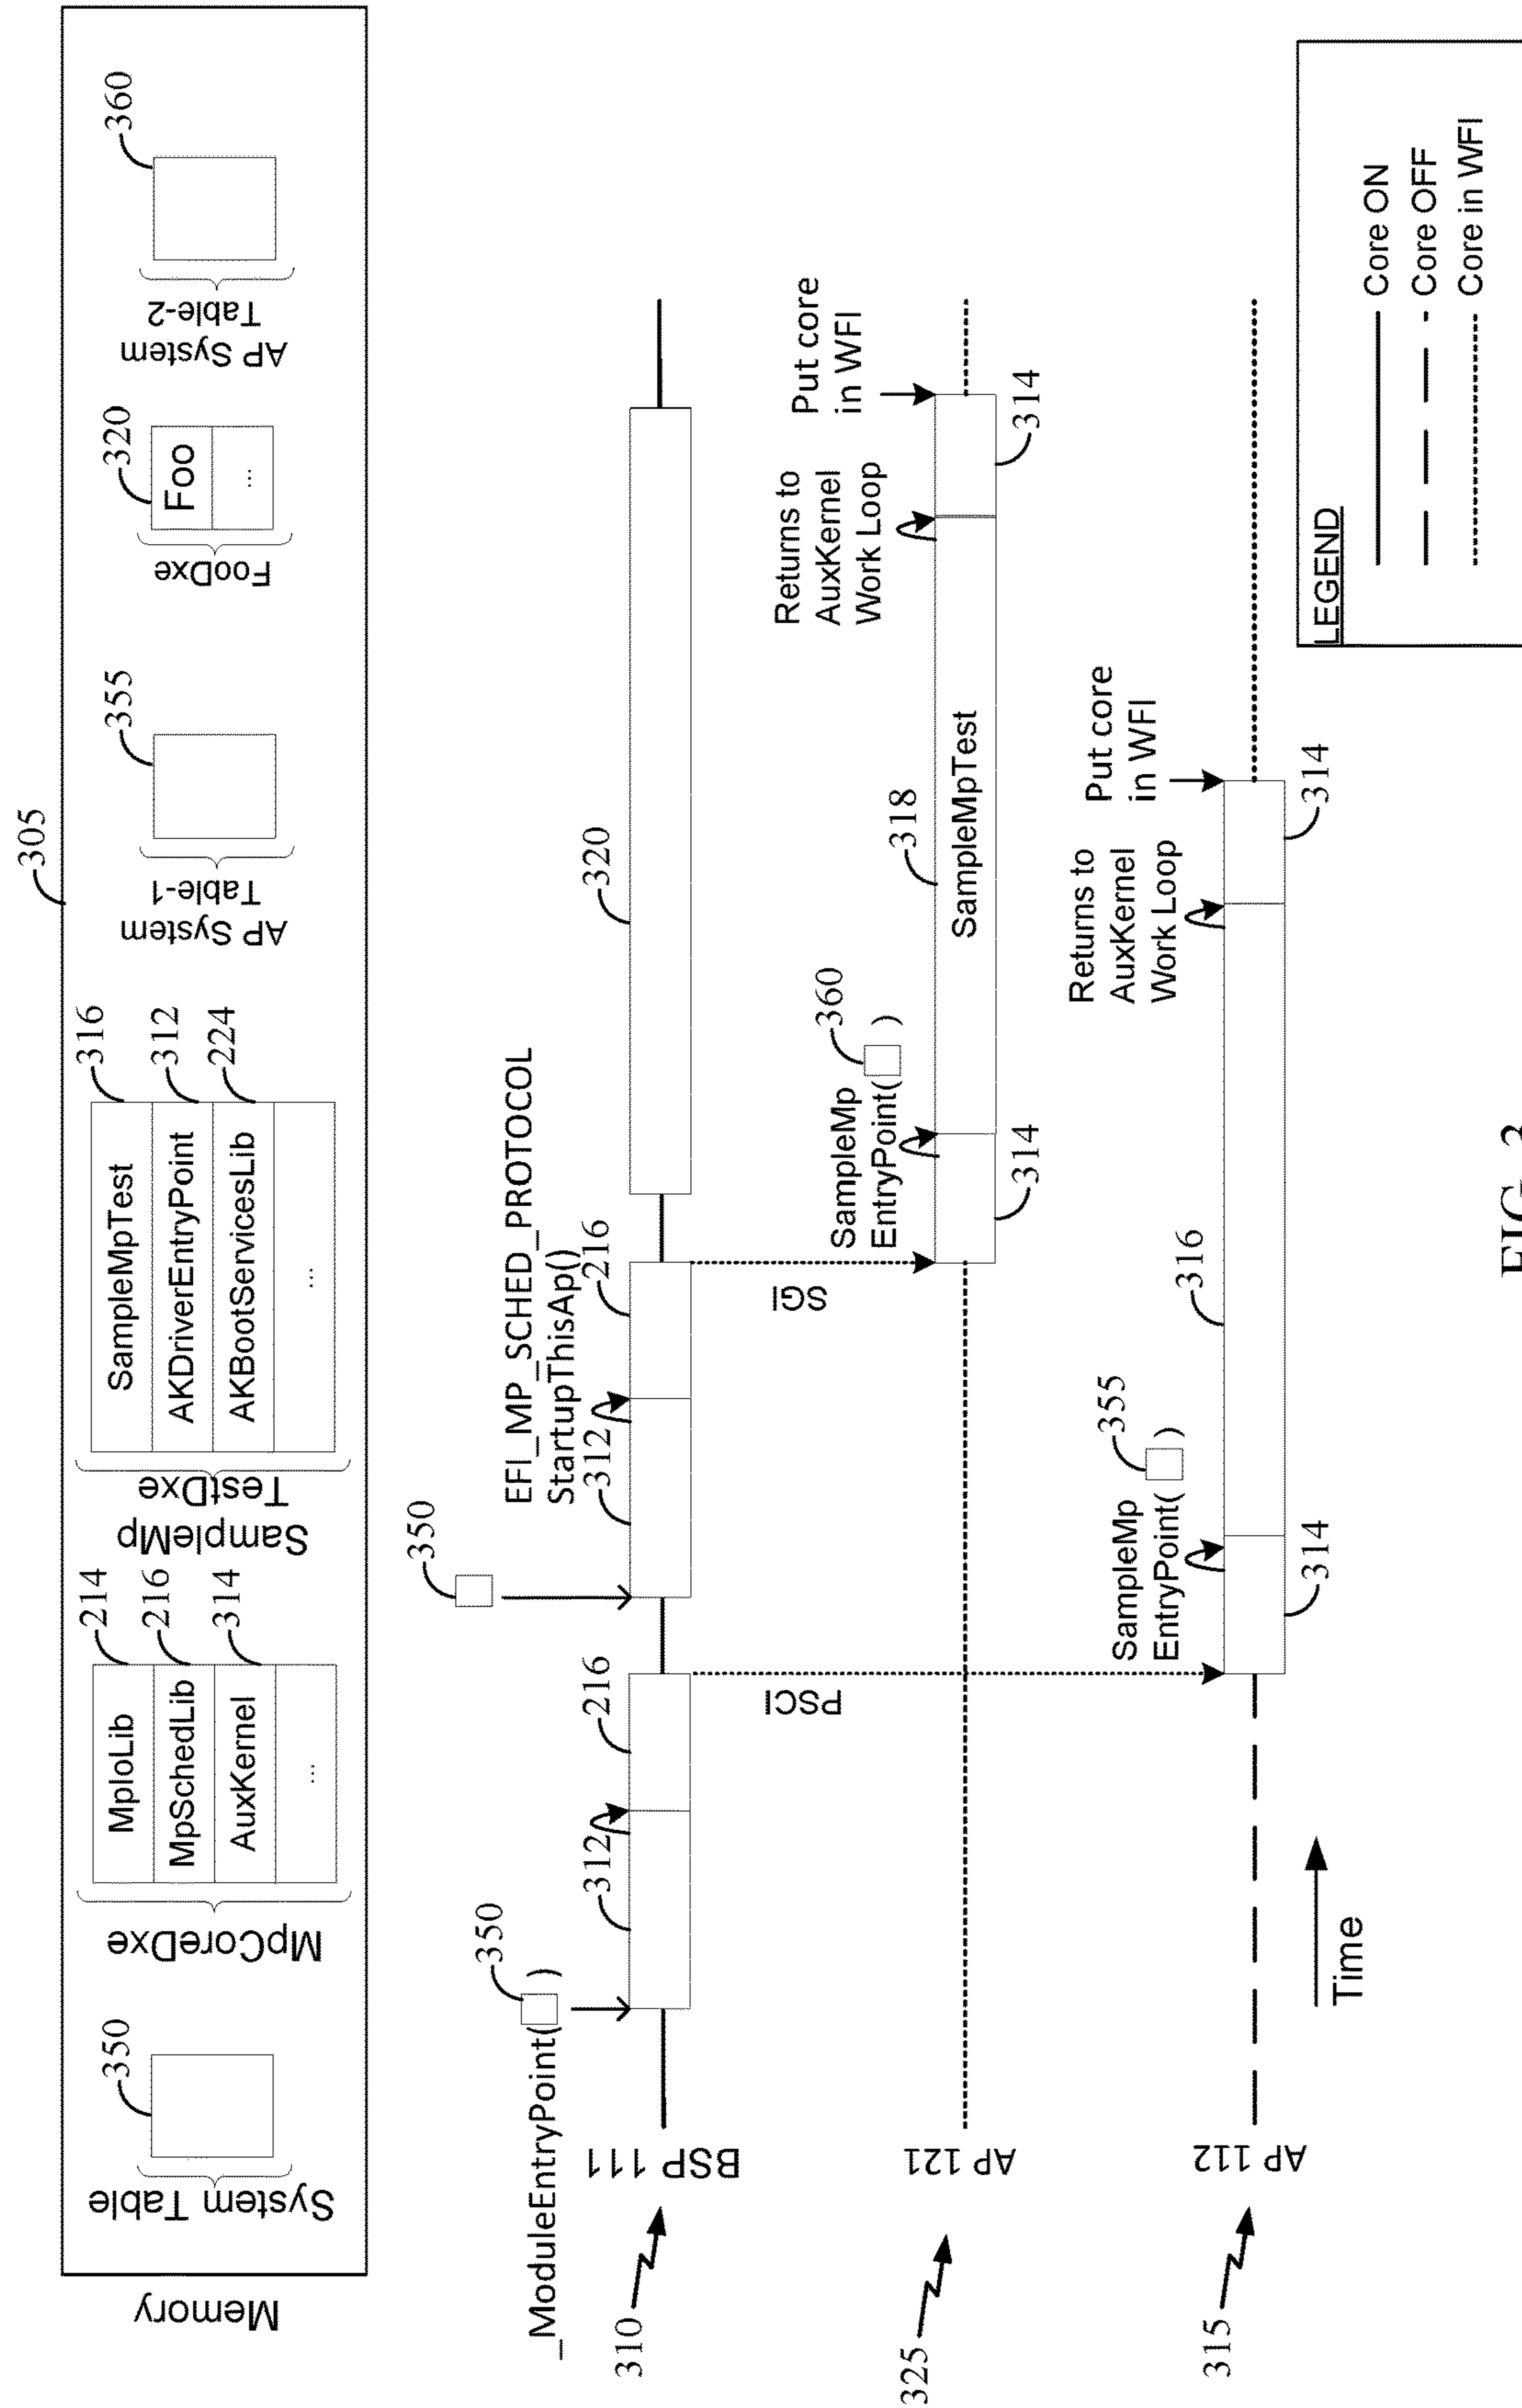 Memory
305
System Table
350
MpCoreDxe
MpIoLib
214
MpSchedLib
216
AuxKernel
314
...
SampleMp
TestDxe
SampleMpTest
316
AKDriverEntryPoint
312
AKBootServicesLib
224
...
AP System
Table-1
355
FooDxe
Foo
320
...
AP System
Table-2
360
310
BSP 111
_ModuleEntryPoint( )
350
312
216
350
EFI_MP_SCHED_PROTOCOL
StartupThisAp()
312
216
320
PSCI
SGI
325
AP 121
SampleMp
EntryPoint( )
360
314
318
SampleMpTest
Returns to
AuxKernel
Work Loop
Put core
in WFI
314
315
AP 112
SampleMp
EntryPoint( )
355
314
316
Returns to
AuxKernel
Work Loop
Put core
in WFI
314
Time
LEGEND
Core ON
Core OFF
Core in WFI
FIG. 3